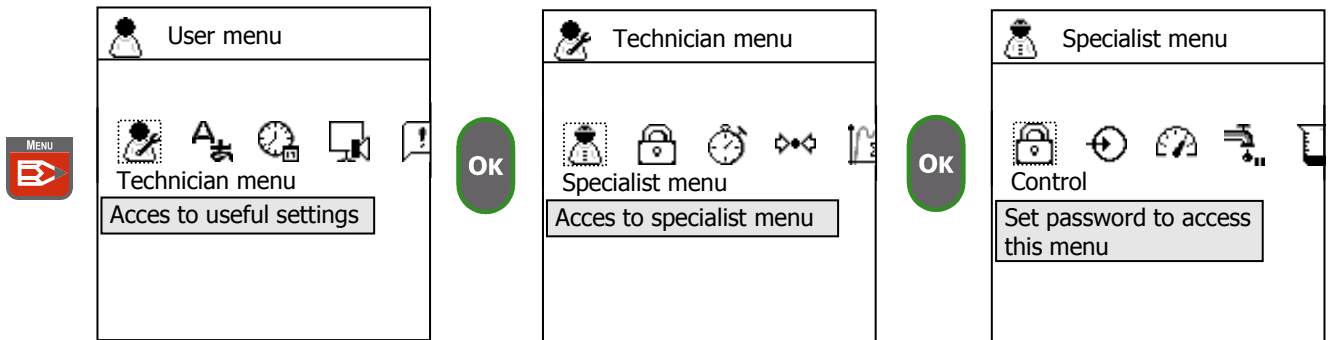 MENU
User menu
Technician menu
Acces to useful settings
OK
Technician menu
Specialist menu
Acces to specialist menu
OK
Specialist menu
Control
Set password to access
this menu